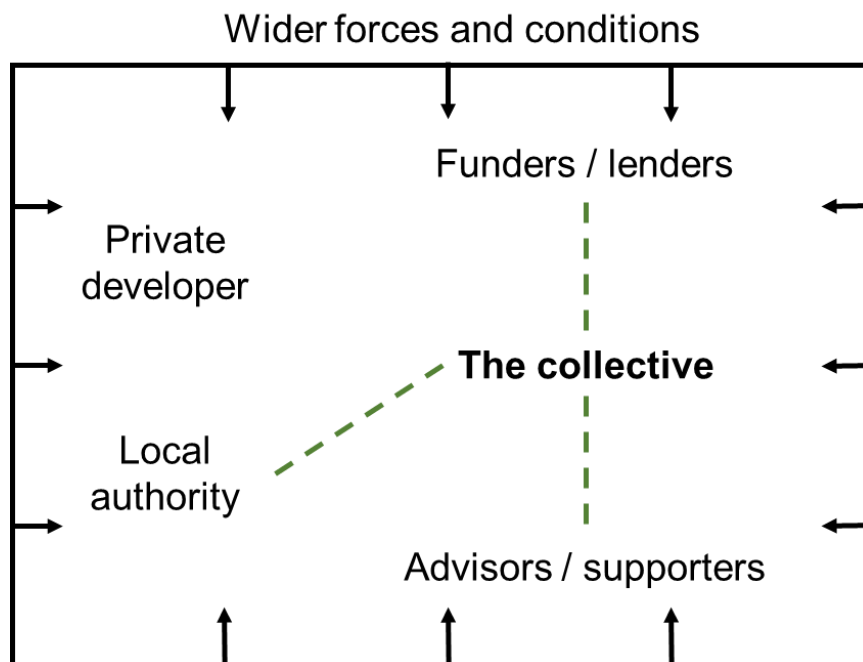 Wider forces and conditions
Funders / lenders
Private
developer
The collective
Local
authority
Advisors / supporters